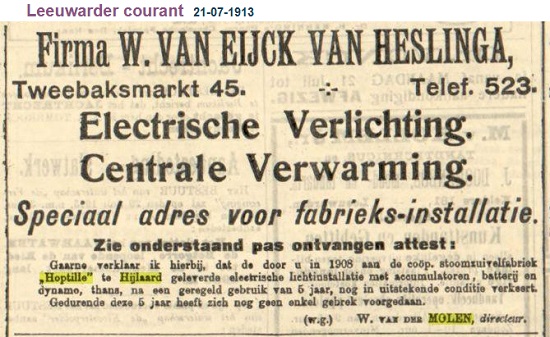 Leeuwarder courant 21-07-1913
Firma W. VAN EIJCK VAN HESLINGA,
Tweebaksmarkt 45. -:- Telef. 523.
Electrische Verlichting.
Centrale Verwarming.
Speciaal adres voor fabrieks-installatie.
Zie onderstaand pas ontvangen attest:
Gaarne verklaar ik hierbij, dat de door u in 1908 aan de coöp. stoomzuivelfabriek
„Hoptille” te Hijlaard geleverde electrische lichtinstallatie met accumulatoren, batterij en
dynamo, thans, na een geregeld gebruik van 5 jaar, nog in uitstekende conditie verkeert.
Gedurende deze 5 jaar heeft zich nog geen enkel gebrek voorgedaan.
(w.g.) W. VAN DER MOLEN, directeur.